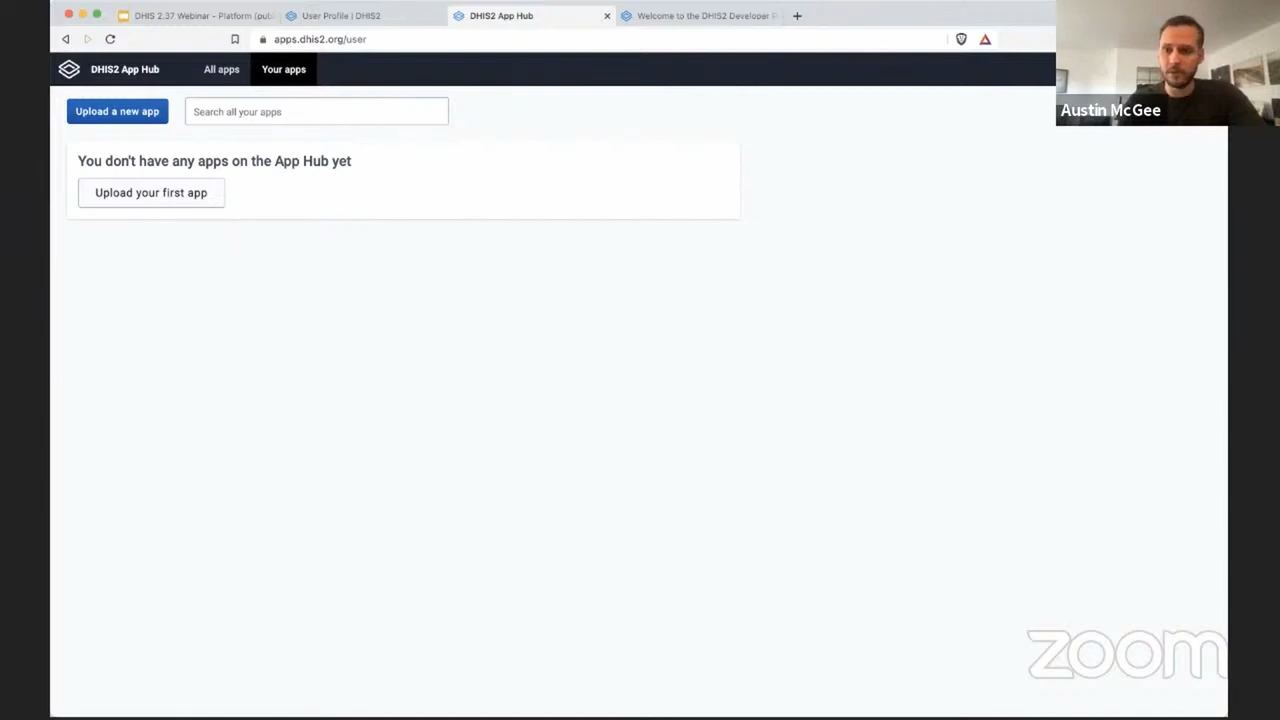 DHIS 2.37 Webinar - Platform (pub
User Profile | DHIS2
DHIS2 App Hub
Welcome to the DHIS2 Developer P
apps.dhis2.org/user
DHIS2 App Hub
All apps
Your apps
Upload a new app
Search all your apps
You don't have any apps on the App Hub yet
Upload your first app
Austin McGee
zoom